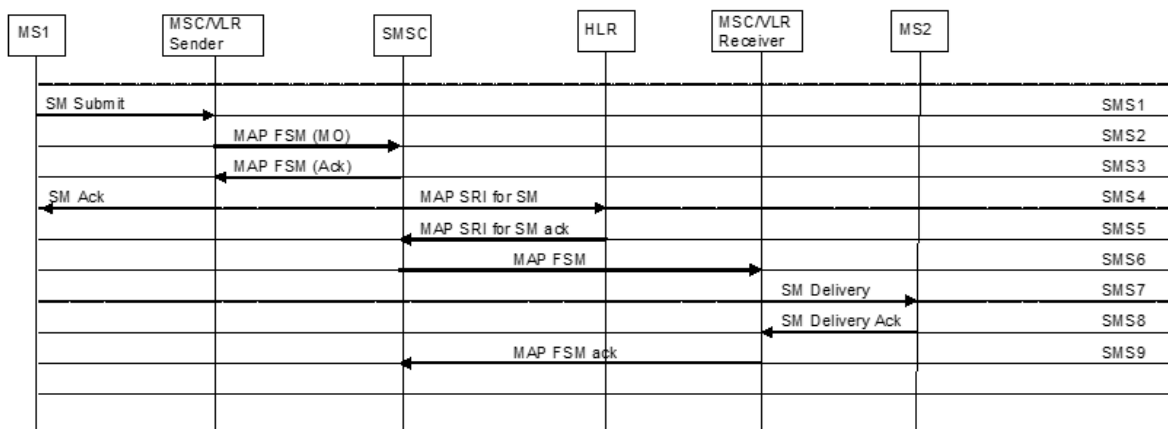 MS1
MSC/VLR
Sender
SMSC
HLR
MSC/VLR
Receiver
MS2
SM Submit
SMS1
MAP FSM (MO)
SMS2
MAP FSM (Ack)
SMS3
SM Ack
MAP SRI for SM
SMS4
MAP SRI for SM ack
SMS5
MAP FSM
SMS6
SM Delivery
SMS7
SM Delivery Ack
SMS8
MAP FSM ack
SMS9